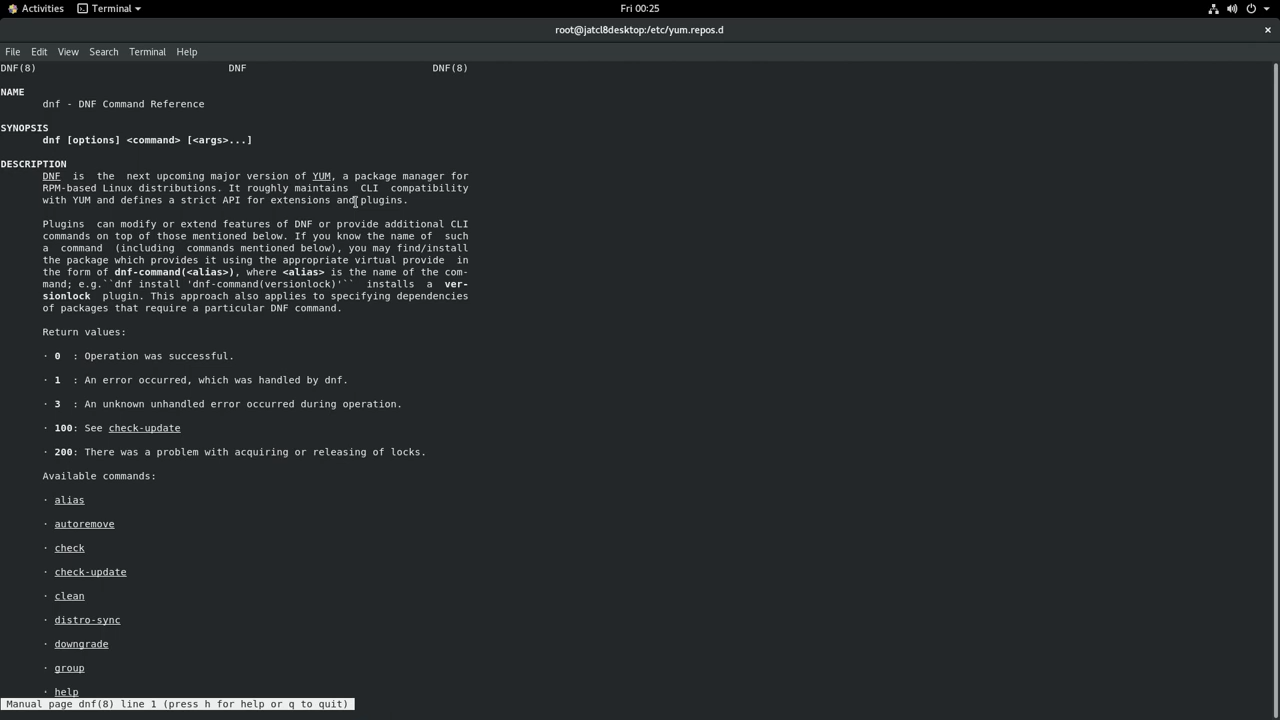 Activities Terminal Fri 00:25
root@jatcl8desktop:/etc/yum.repos.d ×
File Edit View Search Terminal Help
DNF(8) DNF DNF(8)
NAME
dnf - DNF Command Reference
SYNOPSIS
dnf [options] <command> [<args>...]
DESCRIPTION
DNF is the next upcoming major version of YUM, a package manager for
RPM-based Linux distributions. It roughly maintains CLI compatibility
with YUM and defines a strict API for extensions and plugins.
Plugins can modify or extend features of DNF or provide additional CLI
commands on top of those mentioned below. If you know the name of such
a command (including commands mentioned below), you may find/install
the package which provides it using the appropriate virtual provide in
the form of dnf-command(<alias>), where <alias> is the name of the com-
mand; e.g.``dnf install 'dnf-command(versionlock)'`` installs a ver-
sionlock plugin. This approach also applies to specifying dependencies
of packages that require a particular DNF command.
Return values:
· 0 : Operation was successful.
· 1 : An error occurred, which was handled by dnf.
· 3 : An unknown unhandled error occurred during operation.
· 100: See check-update
· 200: There was a problem with acquiring or releasing of locks.
Available commands:
· alias
· autoremove
· check
· check-update
· clean
· distro-sync
· downgrade
· group
· help
Manual page dnf(8) line 1 (press h for help or q to quit)